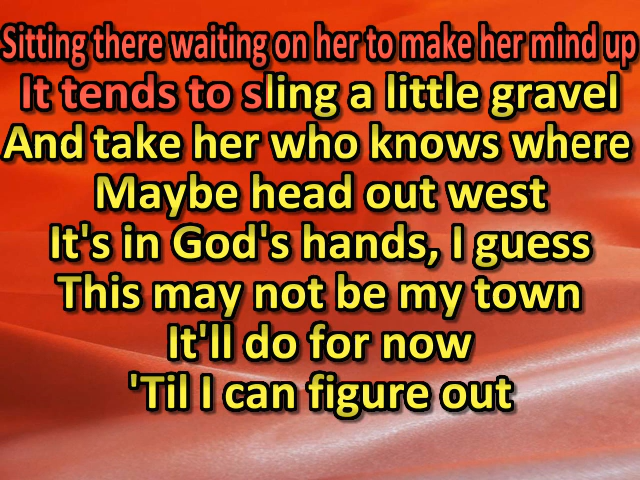 Sitting there waiting on her to make her mind up
It tends to sling a little gravel
And take her who knows where
Maybe head out west
It's in God's hands, I guess
This may not be my town
It'll do for now
'Til I can figure out